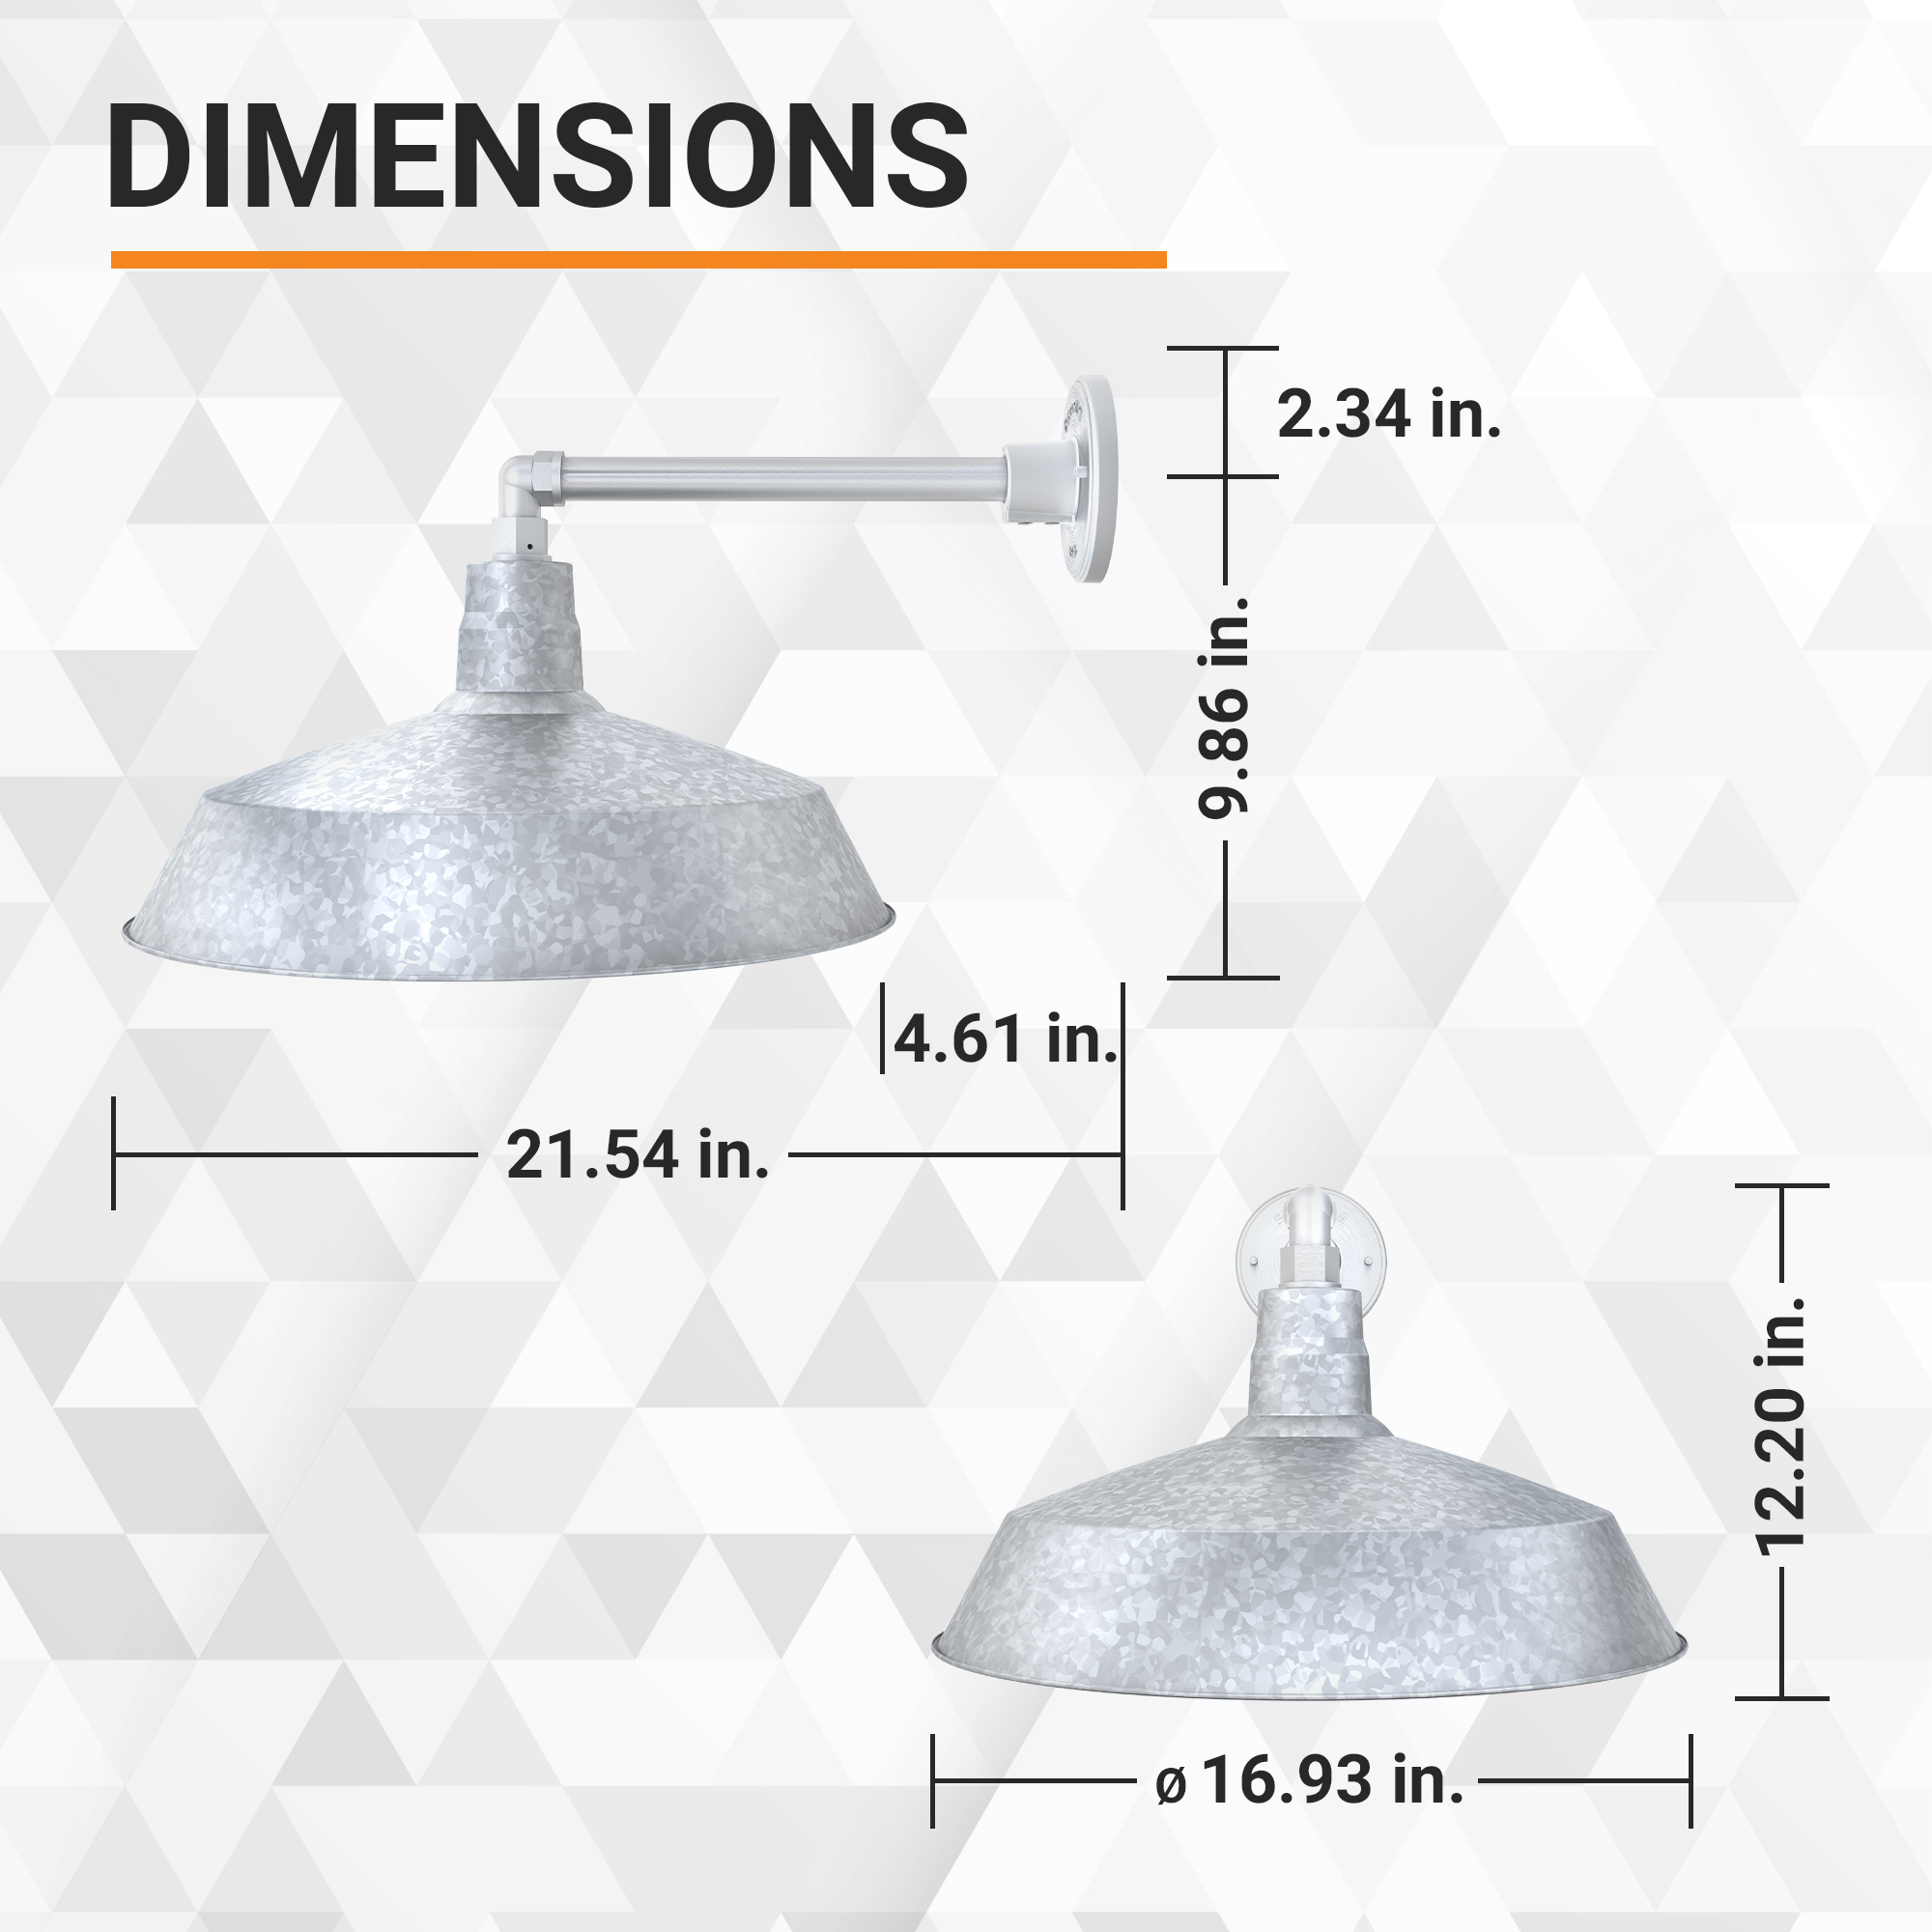 DIMENSIONS
2.34 in.
9.86 in.
4.61 in.
21.54 in.
12.20 in.
ø 16.93 in.